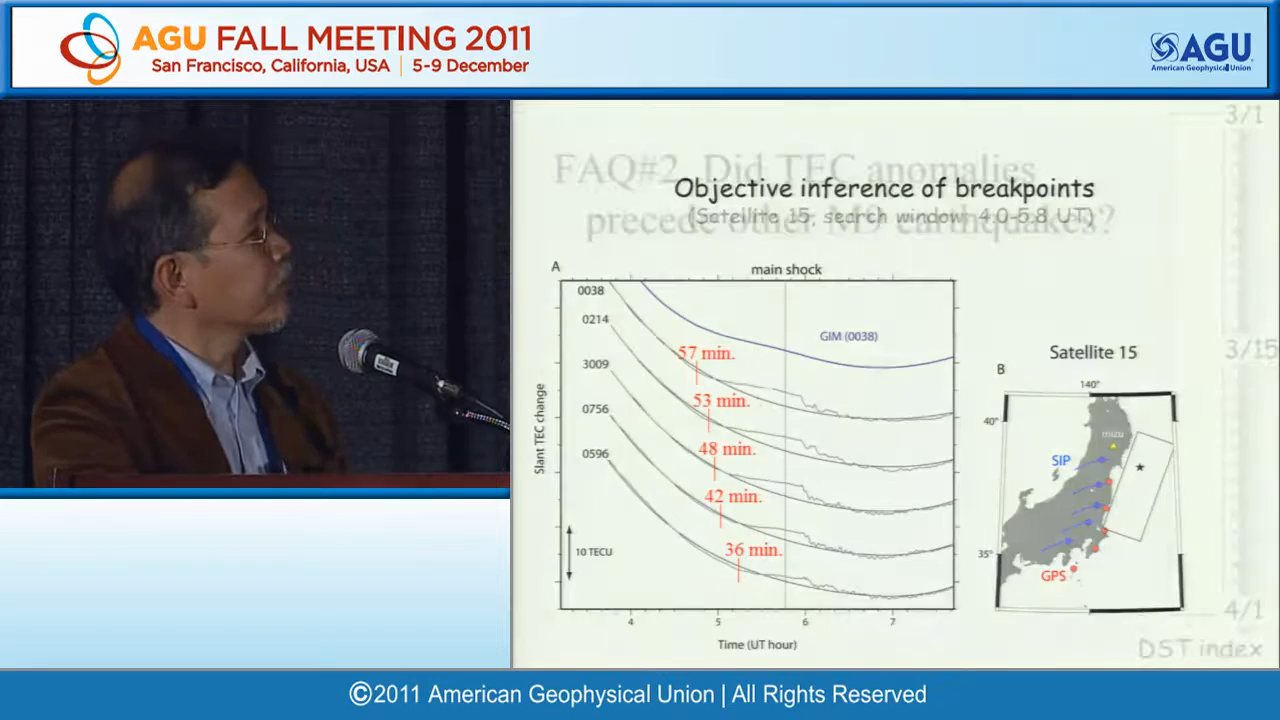 AGU FALL MEETING 2011
San Francisco, California, USA | 5-9 December
AGU
American Geophysical Union
3/1
FAQ#2. Did TEC anomalies
precede other M9 earthquakes?
Objective inference of breakpoints
(Satellite 15, search window: 4.0-5.8 UT)
A
main shock
0038
0214
3009
0756
0596
GIM (0038)
57 min.
53 min.
48 min.
42 min.
36 min.
Slant TEC change
10 TECU
4
5
6
7
Time (UT hour)
3/15
Satellite 15
B
140°
40°
mizu
SIP
35°
GPS
4/1
DST index
©2011 American Geophysical Union | All Rights Reserved